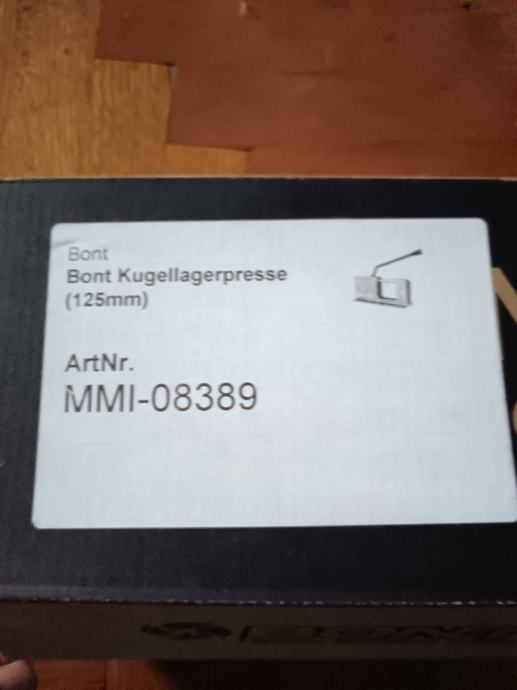 Bont
Bont Kugellagerpresse
(125mm)
ArtNr.
MMI-08389